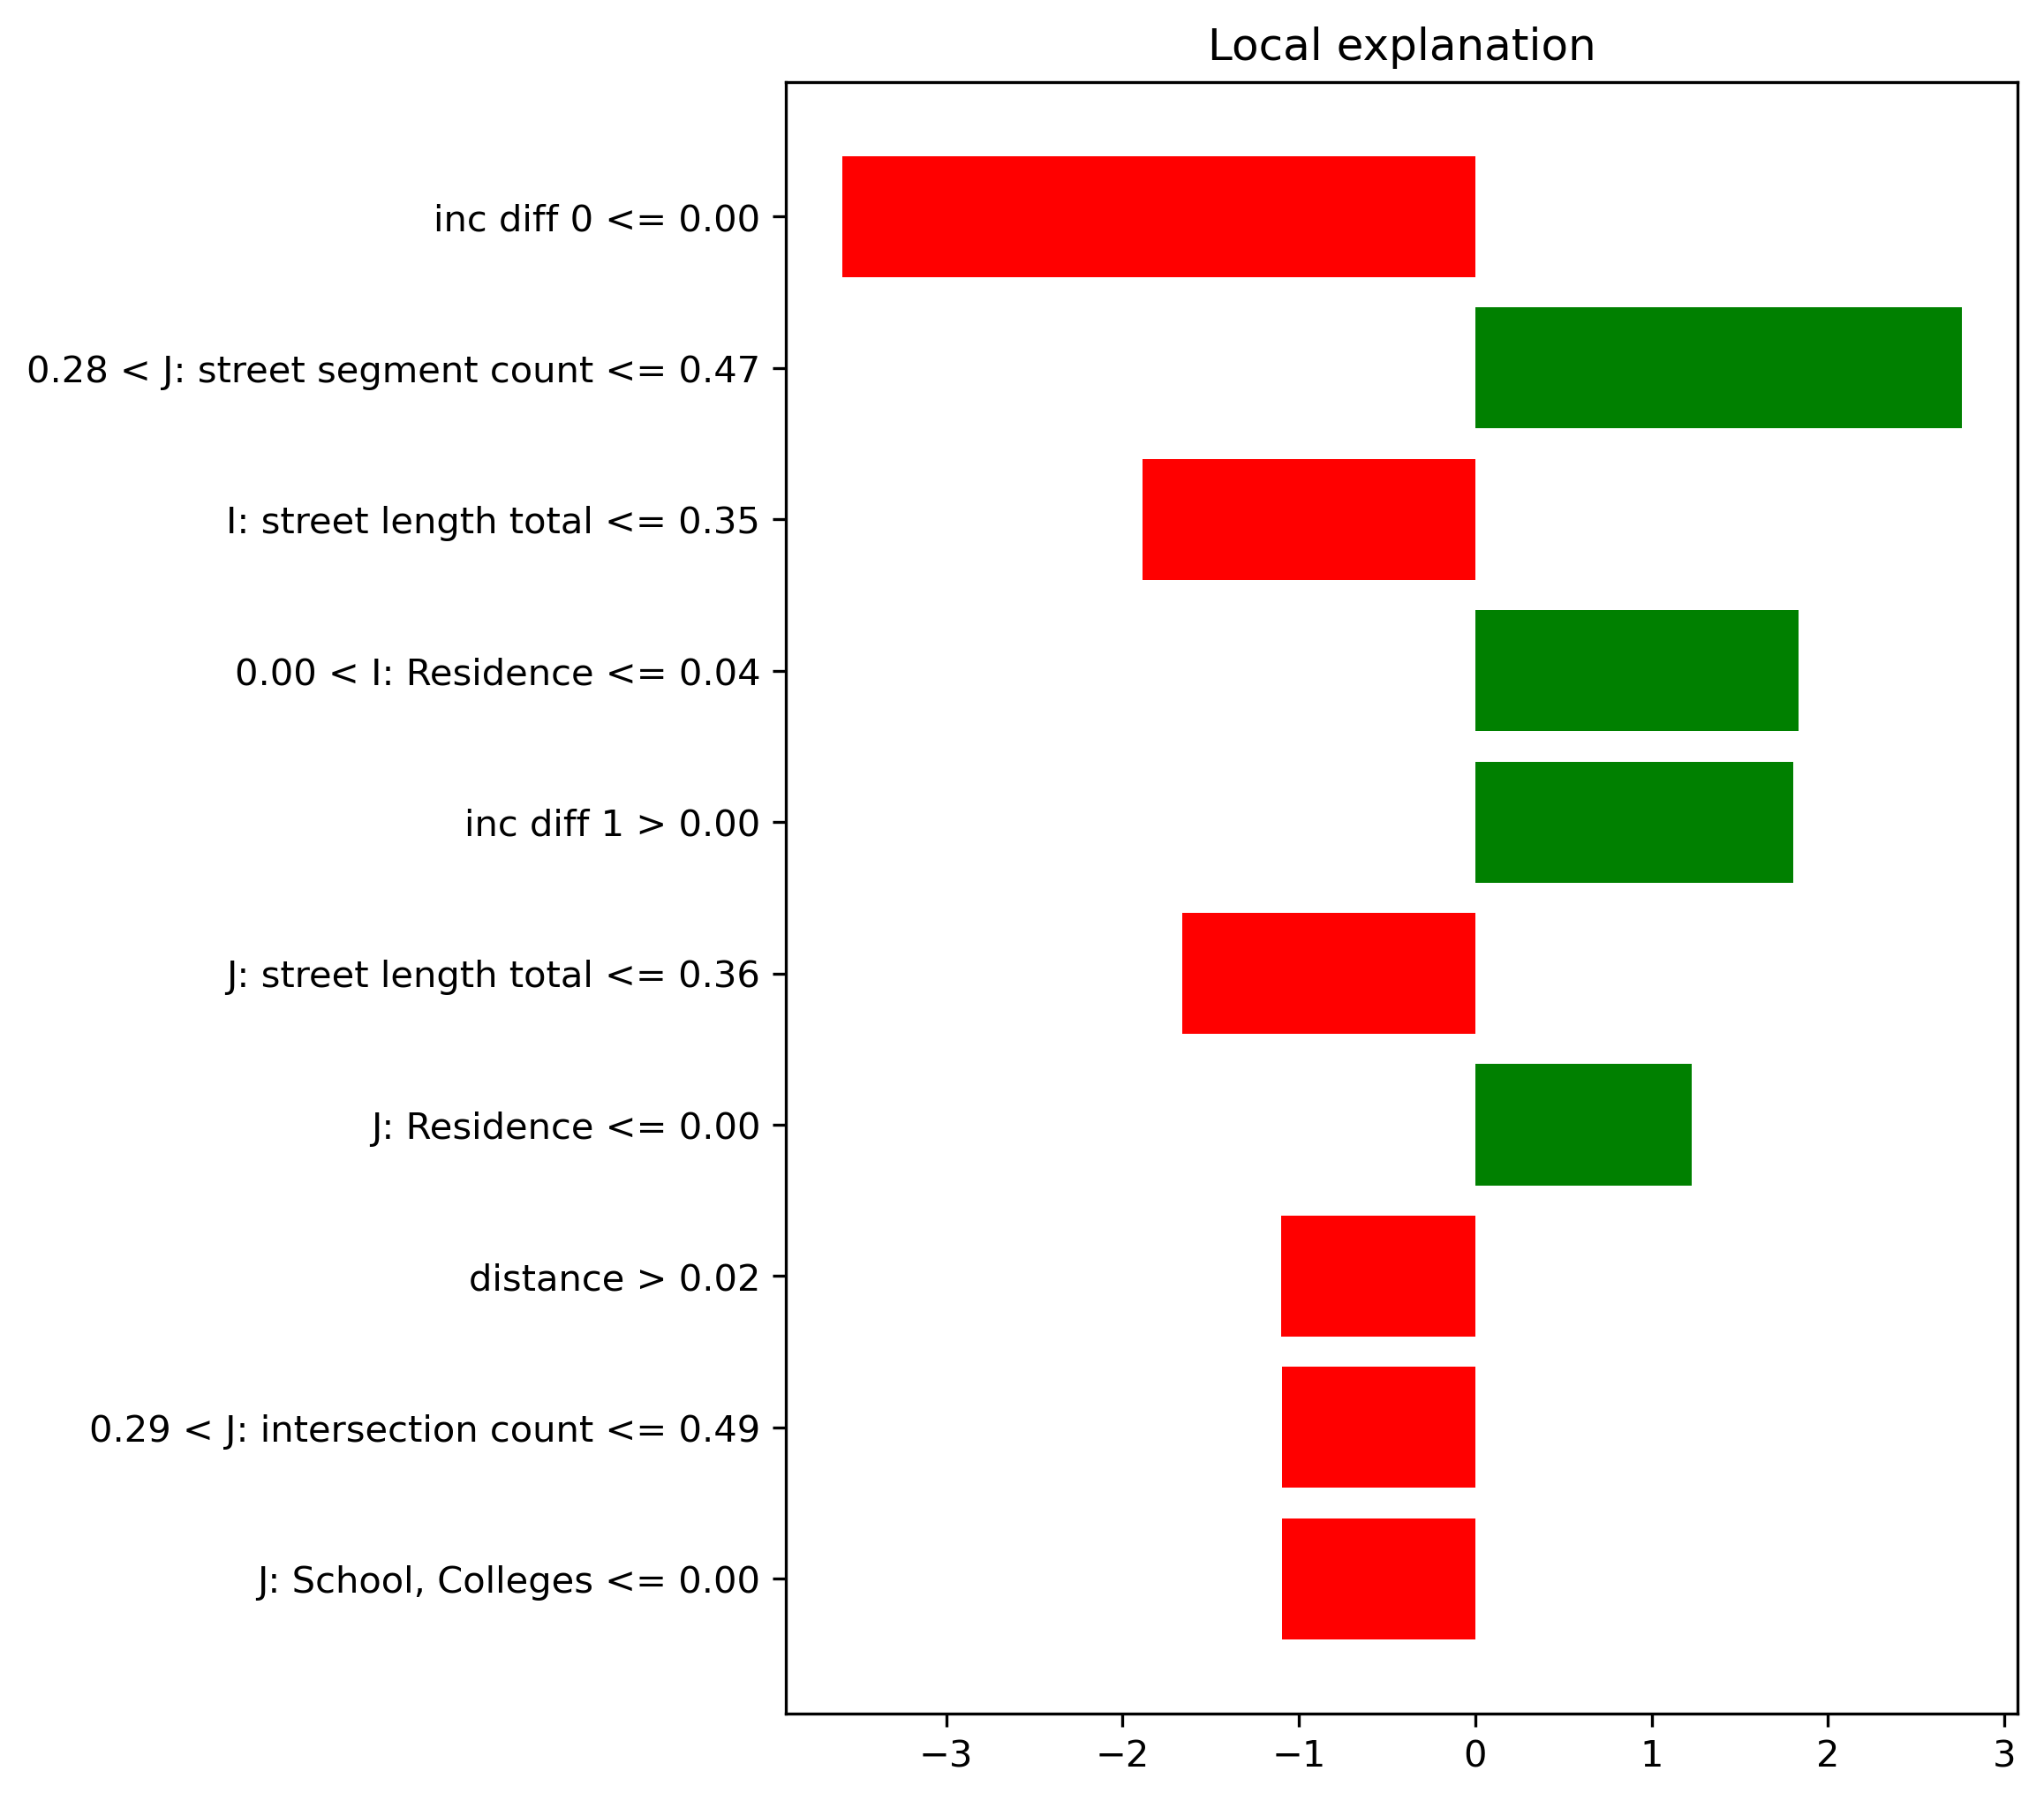 Local explanation
inc diff 0 <= 0.00
0.28 < J: street segment count <= 0.47
I: street length total <= 0.35
0.00 < I: Residence <= 0.04
inc diff 1 > 0.00
J: street length total <= 0.36
J: Residence <= 0.00
distance > 0.02
0.29 < J: intersection count <= 0.49
J: School, Colleges <= 0.00
−3 −2 −1 0 1 2 3